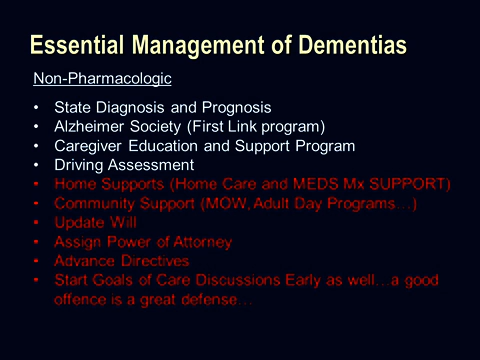 Essential Management of Dementias
Non-Pharmacologic
• State Diagnosis and Prognosis
• Alzheimer Society (First Link program)
• Caregiver Education and Support Program
• Driving Assessment
• Home Supports (Home Care and MEDS Mx SUPPORT)
• Community Support (MOW, Adult Day Programs…)
• Update Will
• Assign Power of Attorney
• Advance Directives
• Start Goals of Care Discussions Early as well…a good
offence is a great defense…